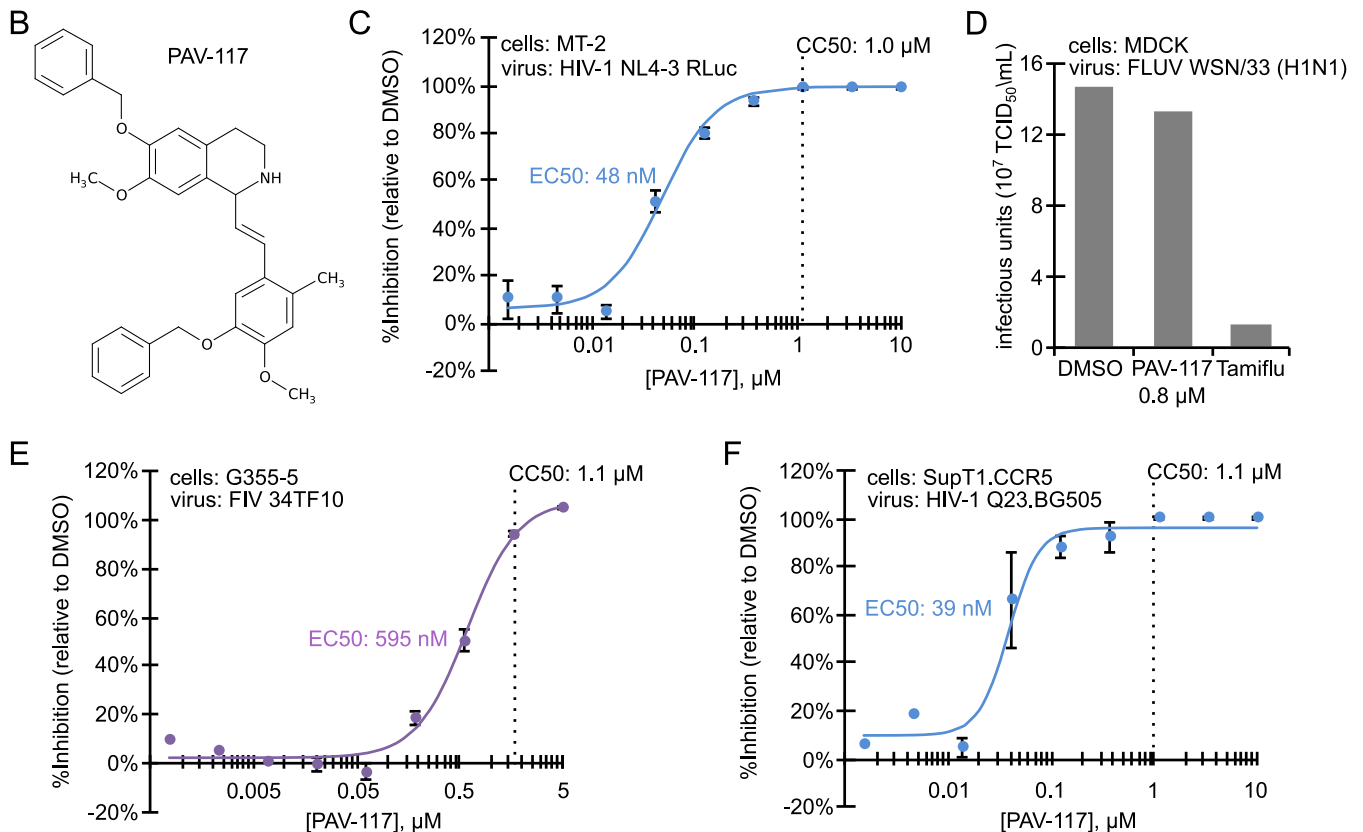 B
PAV-117
O
H₃C
O
NH
CH₃
O
O
CH₃
C
120%
100%
80%
60%
40%
20%
0%
-20%
%Inhibition (relative to DMSO)
cells: MT-2
virus: HIV-1 NL4-3 RLuc
CC50: 1.0 µM
EC50: 48 nM
0.01
0.1
1
10
[PAV-117], µM
D
cells: MDCK
virus: FLUV WSN/33 (H1N1)
infectious units (10⁷ TCID₅₀\mL)
16
12
8
4
0
DMSO
PAV-117
Tamiflu
0.8 µM
E
120%
100%
80%
60%
40%
20%
0%
-20%
%Inhibition (relative to DMSO)
cells: G355-5
virus: FIV 34TF10
CC50: 1.1 µM
EC50: 595 nM
0.005
0.05
0.5
5
[PAV-117], µM
F
120%
100%
80%
60%
40%
20%
0%
-20%
%Inhibition (relative to DMSO)
cells: SupT1.CCR5
virus: HIV-1 Q23.BG505
CC50: 1.1 µM
EC50: 39 nM
0.01
0.1
1
10
[PAV-117], µM